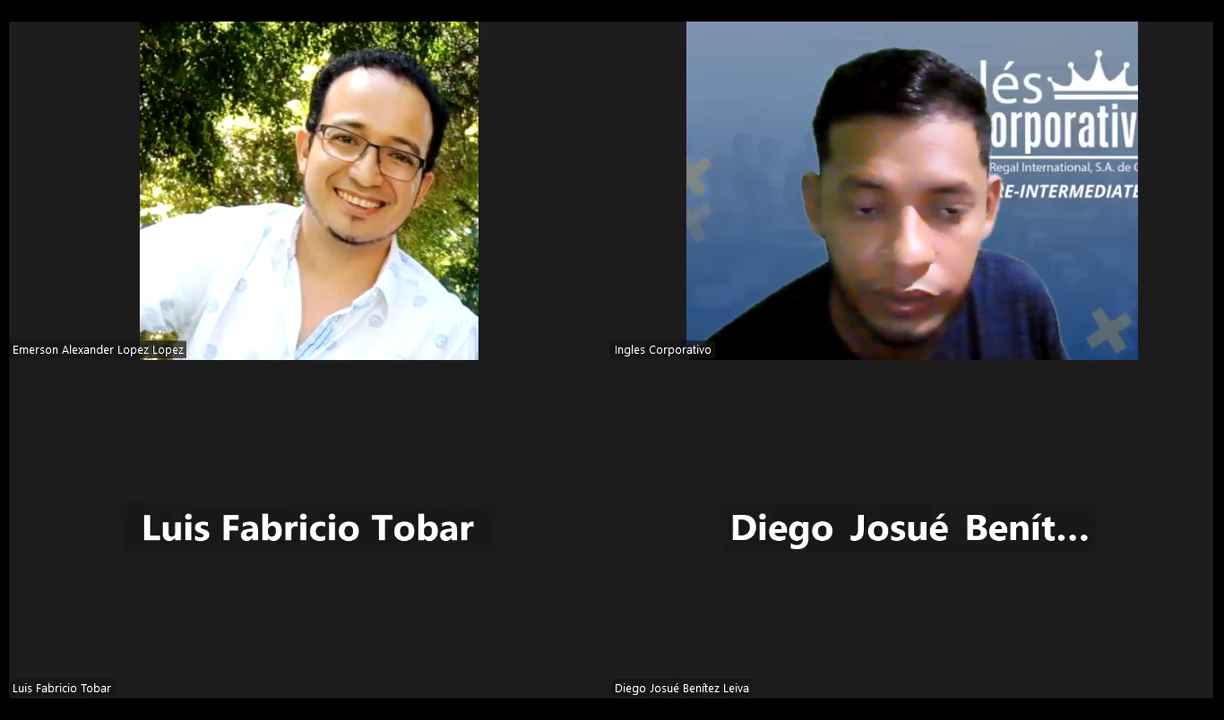 lés
orporativ
Regal International, S.A. de C
RE-INTERMEDIATE
Emerson Alexander Lopez Lopez
Ingles Corporativo
Luis Fabricio Tobar
Diego Josué Benít...
Luis Fabricio Tobar
Diego Josué Benítez Leiva